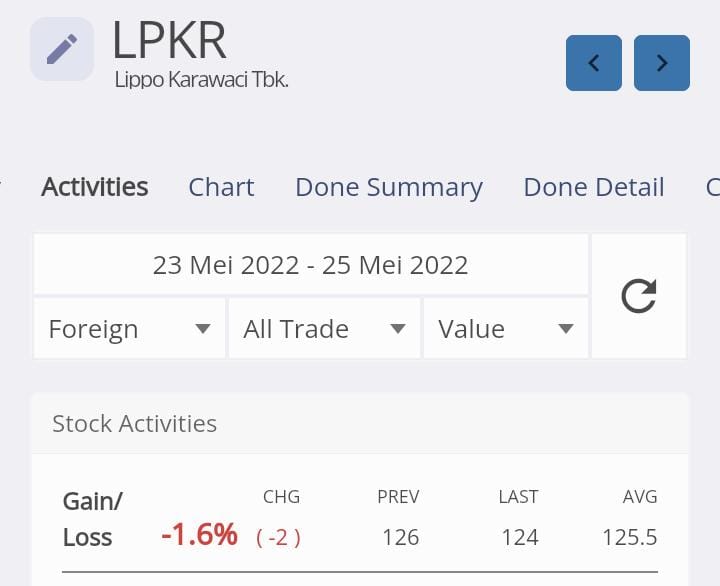 LPKR
Lippo Karawaci Tbk.
Activities Chart Done Summary Done Detail
23 Mei 2022 - 25 Mei 2022
Foreign All Trade Value
Stock Activities
Gain/ CHG PREV LAST AVG
Loss -1.6% ( -2 ) 126 124 125.5